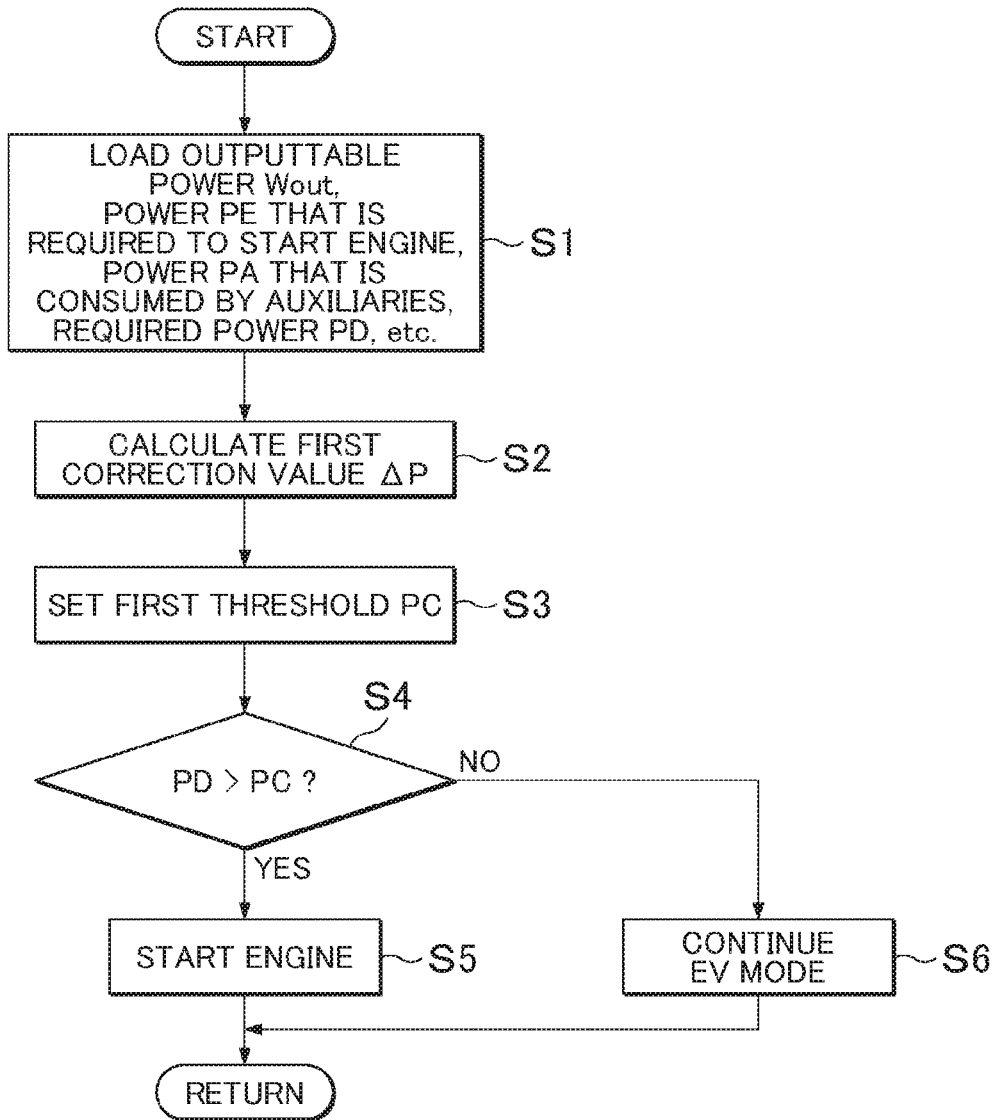 START
LOAD OUTPUTTABLE
POWER Wout,
POWER PE THAT IS
REQUIRED TO START ENGINE,
POWER PA THAT IS
CONSUMED BY AUXILIARIES,
REQUIRED POWER PD, etc.
S1
CALCULATE FIRST
CORRECTION VALUE ΔP
S2
SET FIRST THRESHOLD PC
S3
S4
PD > PC ?
NO
YES
START ENGINE
S5
CONTINUE
EV MODE
S6
RETURN